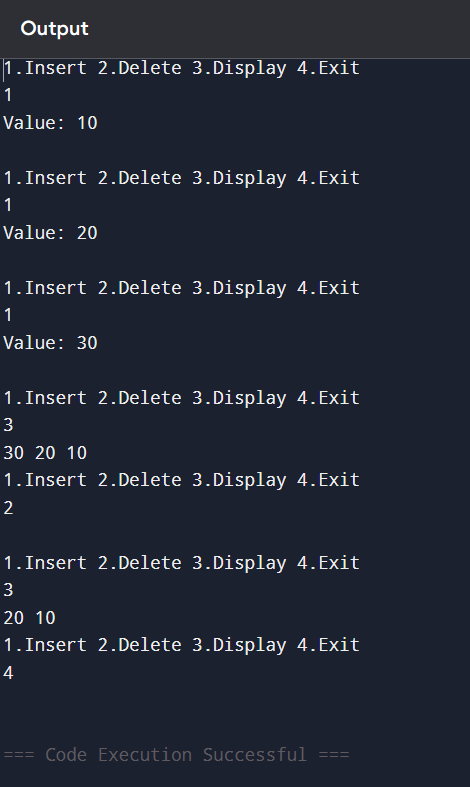 Output
1.Insert 2.Delete 3.Display 4.Exit
1
Value: 10
1.Insert 2.Delete 3.Display 4.Exit
1
Value: 20
1.Insert 2.Delete 3.Display 4.Exit
1
Value: 30
1.Insert 2.Delete 3.Display 4.Exit
3
30 20 10
1.Insert 2.Delete 3.Display 4.Exit
2
1.Insert 2.Delete 3.Display 4.Exit
3
20 10
1.Insert 2.Delete 3.Display 4.Exit
4
=== Code Execution Successful ===